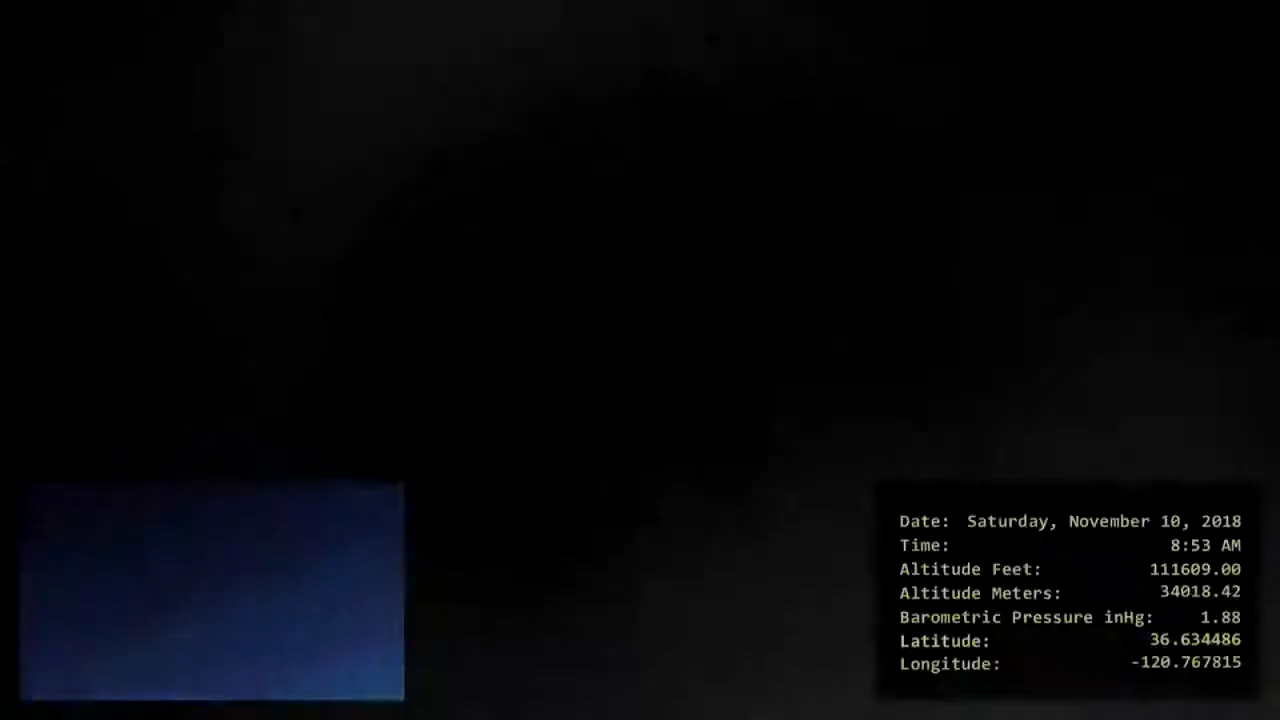 Date: Saturday, November 10, 2018
Time: 8:53 AM
Altitude Feet: 111609.00
Altitude Meters: 34018.42
Barometric Pressure inHg: 1.88
Latitude: 36.634486
Longitude: -120.767815